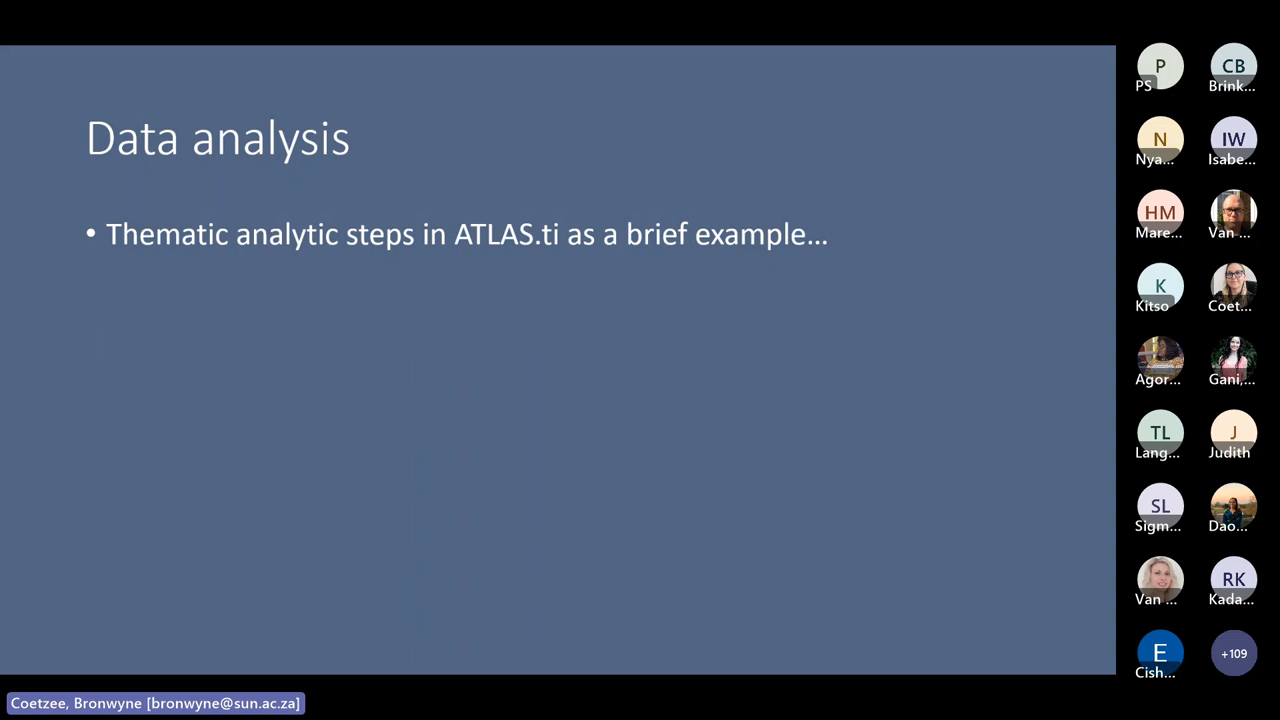 Data analysis
• Thematic analytic steps in ATLAS.ti as a brief example...
P
PS
CB
Brink...
N
Nya...
IW
Isabe...
HM
Mare...
Van ...
K
Kitso
Coet...
Agor...
Gani,...
TL
Lang...
J
Judith
SL
Sigm...
Dao...
Van ...
RK
Kada...
E
Cish...
+109
Coetzee, Bronwyne [bronwyne@sun.ac.za]